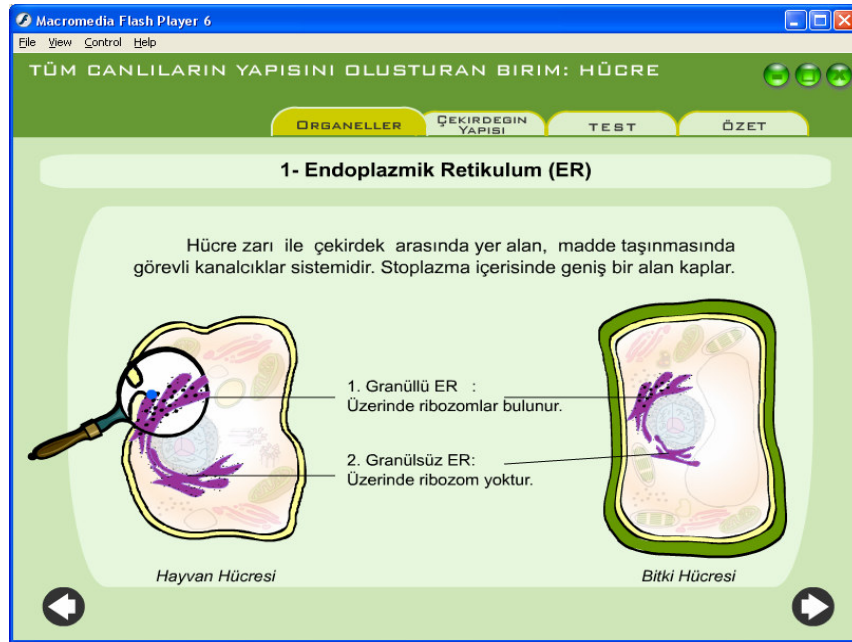 Macromedia Flash Player 6
File View Control Help
TÜM CANLILARIN YAPISINI OLUSTURAN BIRIM: HÜCRE
ORGANELLER
ÇEKIRDEGIN
YAPISI
TEST
ÖZET
1- Endoplazmik Retikulum (ER)
Hücre zarı ile çekirdek arasında yer alan, madde taşınmasında
görevli kanalcıklar sistemidir. Stoplazma içerisinde geniş bir alan kaplar.
1. Granüllü ER :
Üzerinde ribozomlar bulunur.
2. Granülsüz ER:
Üzerinde ribozom yoktur.
Hayvan Hücresi
Bitki Hücresi